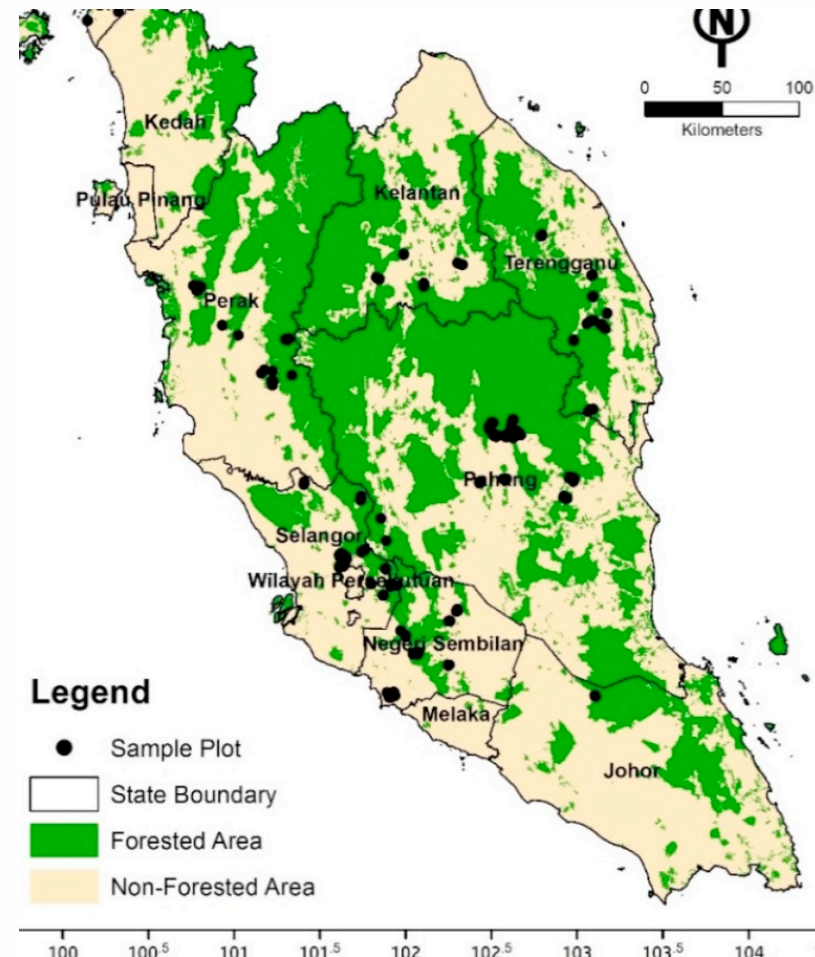 N
0 50 100
Kilometers
Kedah
Pulau Pinang
Kelantan
Terengganu
Perak
Pahang
Selangor
Wilayah Persekutuan
Negeri Sembilan
Melaka
Johor
Legend
Sample Plot
State Boundary
Forested Area
Non-Forested Area
100 100.5 101 101.5 102 102.5 103 103.5 104